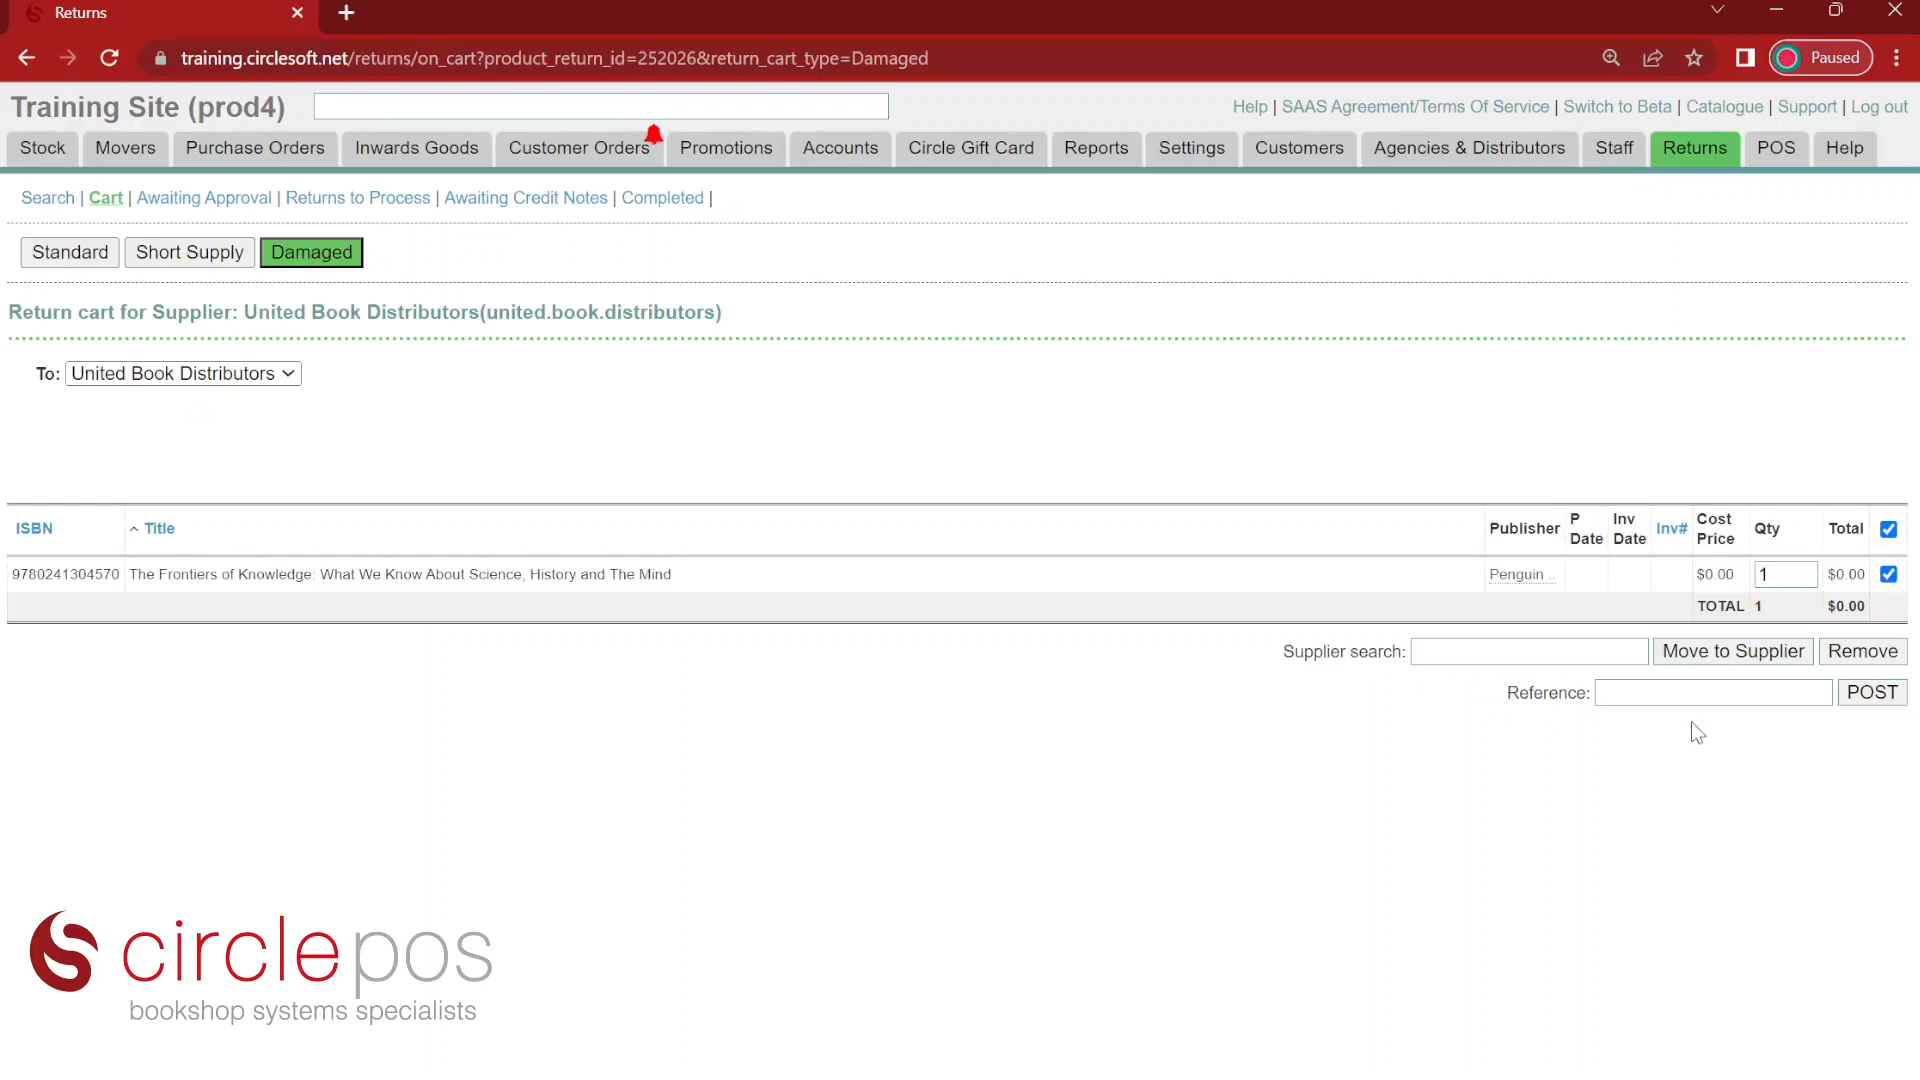 Returns
training.circlesoft.net/returns/on_cart?product_return_id=252026&return_cart_type=Damaged
Paused
Training Site (prod4)
Help | SAAS Agreement/Terms Of Service | Switch to Beta | Catalogue | Support | Log out
Stock Movers Purchase Orders Inwards Goods Customer Orders Promotions Accounts Circle Gift Card Reports Settings Customers Agencies & Distributors Staff Returns POS Help
Search | Cart | Awaiting Approval | Returns to Process | Awaiting Credit Notes | Completed |
Standard Short Supply Damaged
Return cart for Supplier: United Book Distributors(united.book.distributors)
To: United Book Distributors
ISBN Title Publisher P Date Inv Date Inv# Cost Price Qty Total
9780241304570 The Frontiers of Knowledge: What We Know About Science, History and The Mind Penguin .. $0.00 1 $0.00
TOTAL 1 $0.00
Supplier search: Move to Supplier Remove
Reference: POST
circlepos
bookshop systems specialists